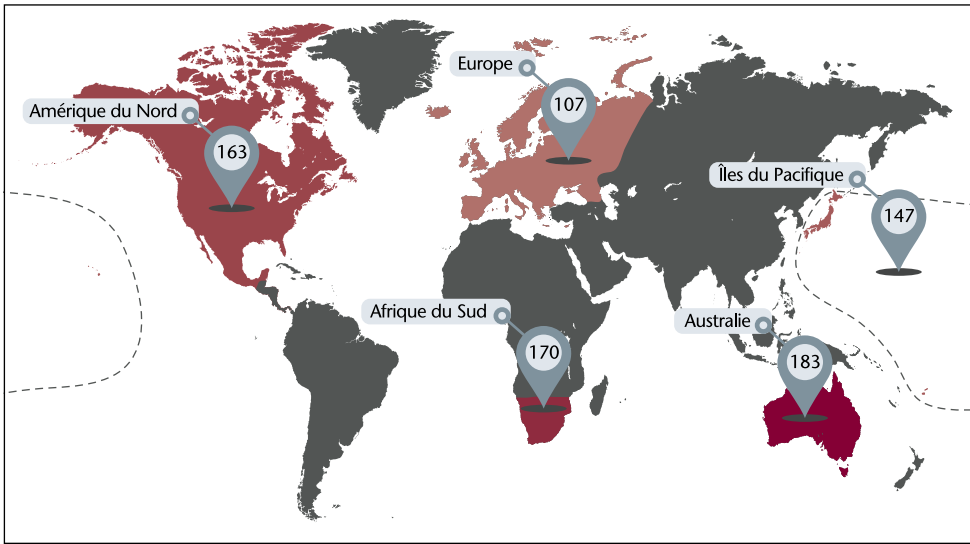 Europe
107
Amérique du Nord
163
Îles du Pacifique
147
Afrique du Sud
170
Australie
183